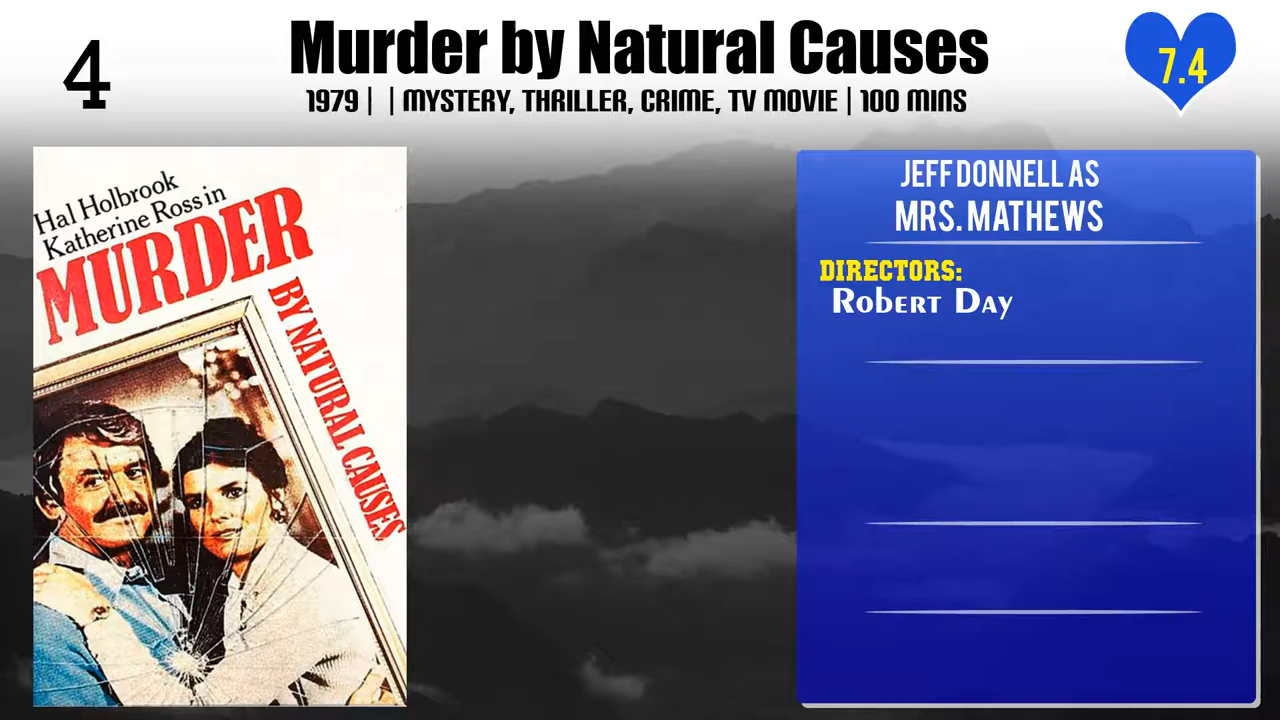 4
Murder by Natural Causes
7.4
1979 | | MYSTERY, THRILLER, CRIME, TV MOVIE | 100 MINS
Hal Holbrook
Katherine Ross in
MURDER
BY NATURAL CAUSES
JEFF DONNELL AS
MRS. MATHEWS
DIRECTORS:
Robert Day